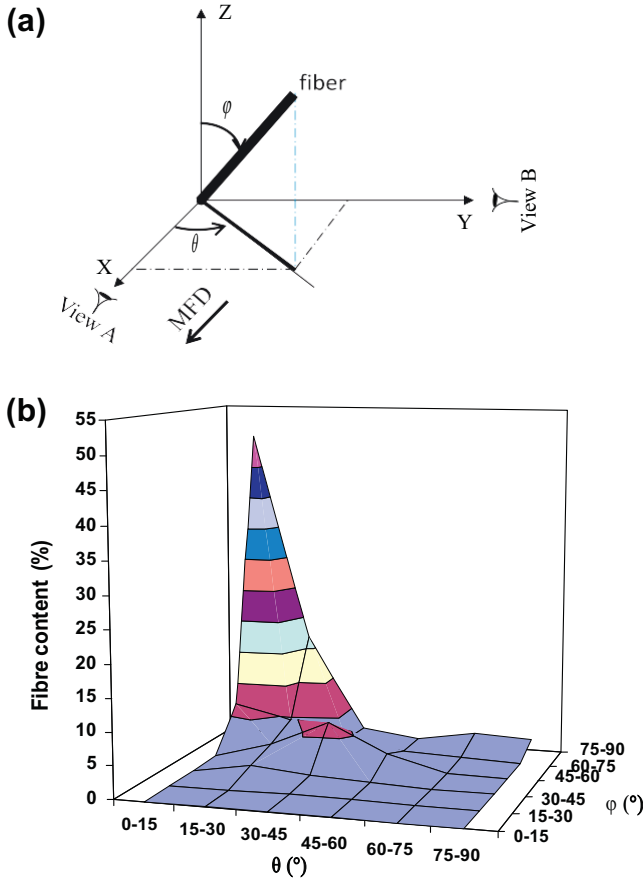 (a)
Z
fiber
φ
Y
View B
θ
X
View A
MFD
(b)
55
50
45
40
35
30
25
20
15
10
5
0
Fibre content (%)
0-15
15-30
30-45
45-60
60-75
75-90
θ (°)
75-90
60-75
45-60
30-45
15-30
0-15
φ (°)